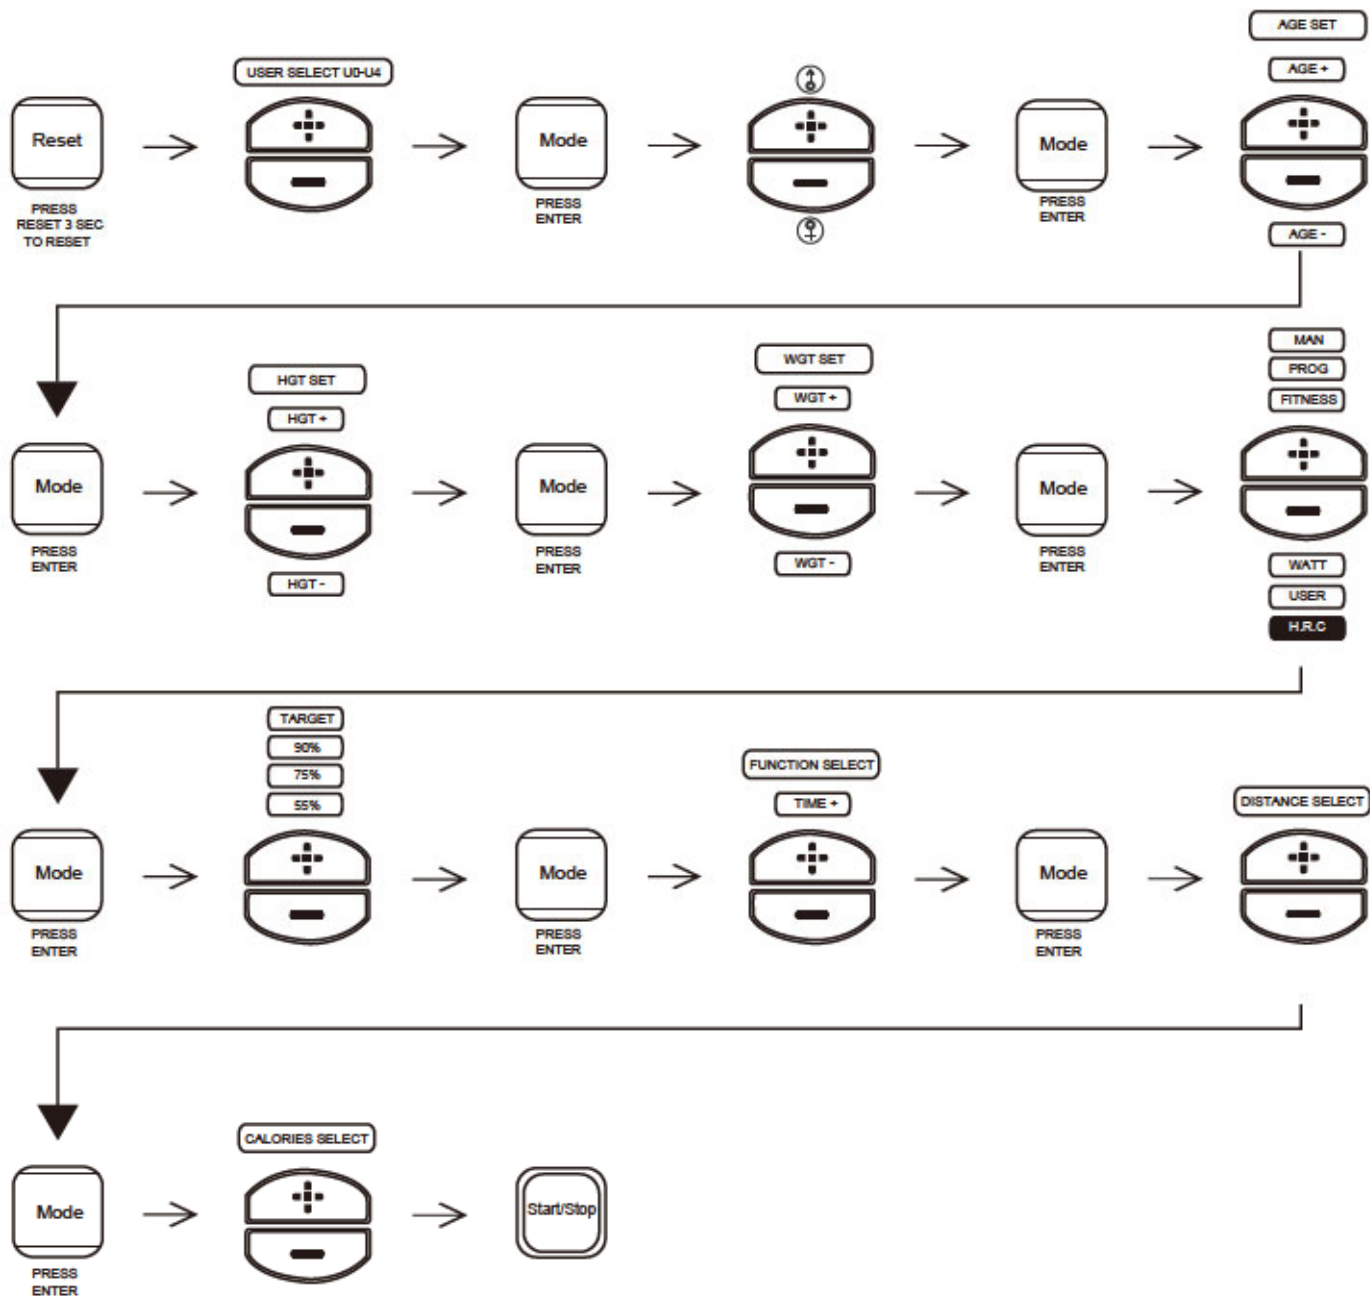 Reset
PRESS
RESET 3 SEC
TO RESET
USER SELECT U0-U4
Mode
PRESS
ENTER
Mode
PRESS
ENTER
AGE SET
AGE +
AGE -
Mode
PRESS
ENTER
HGT SET
HGT +
HGT -
Mode
PRESS
ENTER
WGT SET
WGT +
WGT -
Mode
PRESS
ENTER
MAN
PROG
FITNESS
WATT
USER
H.R.C
Mode
PRESS
ENTER
TARGET
90%
75%
55%
Mode
PRESS
ENTER
FUNCTION SELECT
TIME +
Mode
PRESS
ENTER
DISTANCE SELECT
Mode
PRESS
ENTER
CALORIES SELECT
Start/Stop